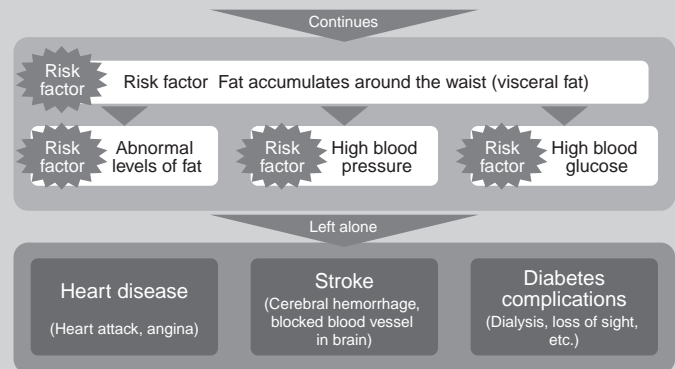 Continues
Risk
factor
Risk factor Fat accumulates around the waist (visceral fat)
Risk
factor
Abnormal
levels of fat
Risk
factor
High blood
pressure
Risk
factor
High blood
glucose
Left alone
Heart disease
(Heart attack, angina)
Stroke
(Cerebral hemorrhage,
blocked blood vessel
in brain)
Diabetes
complications
(Dialysis, loss of sight,
etc.)